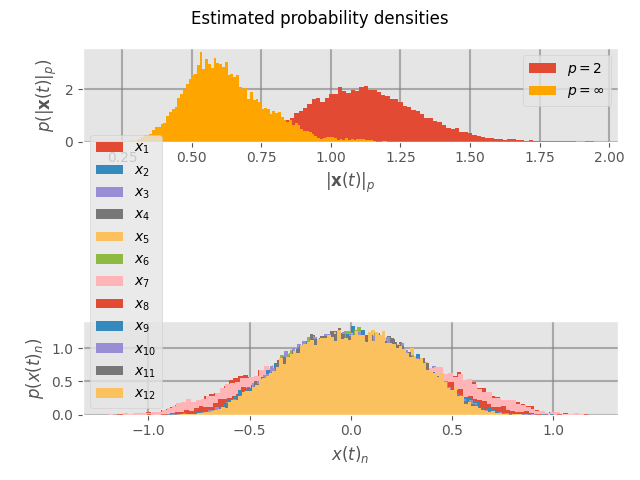 Estimated probability densities
p(|x(t)|ₚ)
2
0
p = 2
p = ∞
0.25 0.50 0.75 1.00 1.25 1.50 1.75 2.00
|x(t)|ₚ
x₁
x₂
x₃
x₄
x₅
x₆
x₇
x₈
x₉
x₁₀
x₁₁
x₁₂
p(x(t)ₙ)
1.0
0.5
0.0
−1.0 −0.5 0.0 0.5 1.0
x(t)ₙ